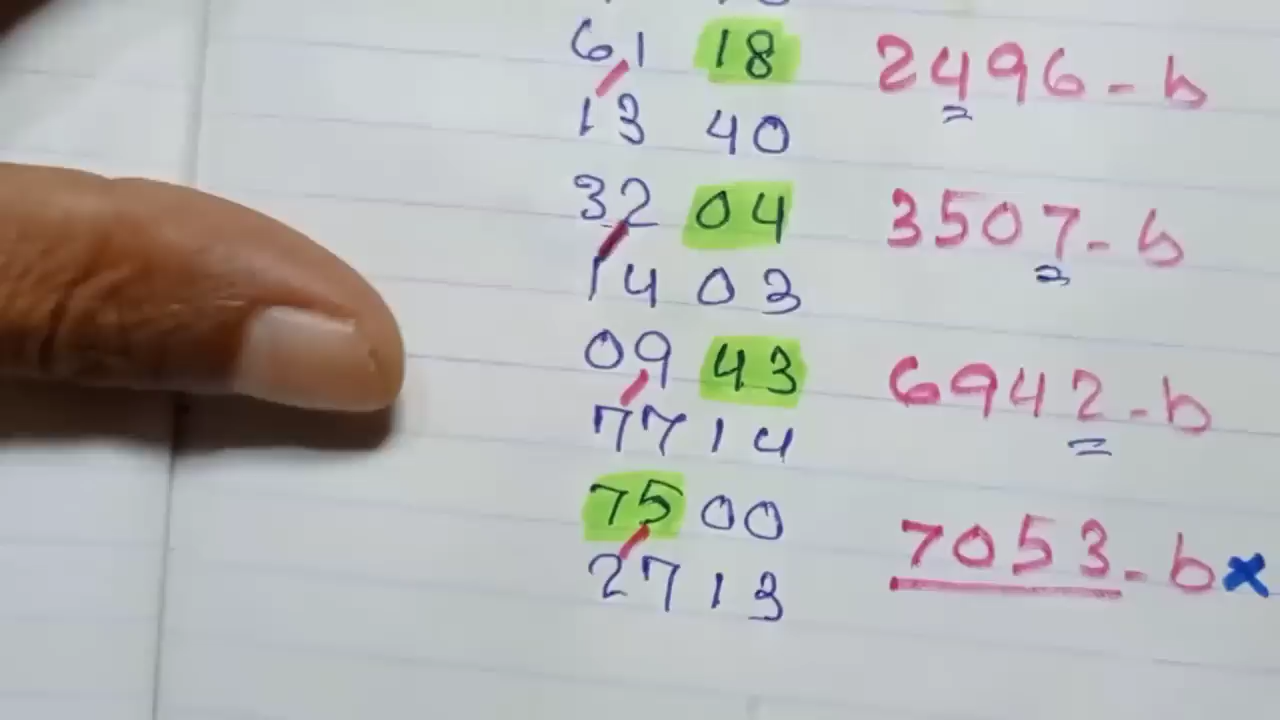 61 18 2496 - b
13 40
32 04 3507 - b
14 03
09 43 6942 - b
77 14
75 00 7053 - b ×
27 13